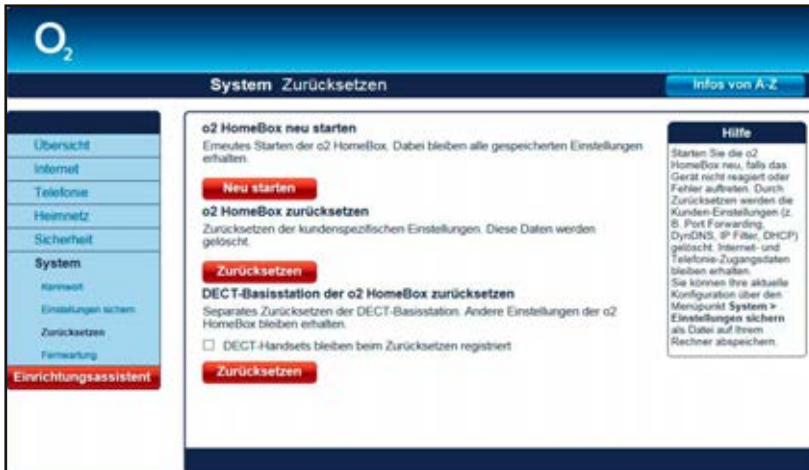 O2
System Zurücksetzen
Infos von A-Z
Übersicht
Internet
Telefonie
Heimnetz
Sicherheit
System
Kennwort
Einstellungen sichern
Zurücksetzen
Fernwartung
Einrichtungsassistent
o2 HomeBox neu starten
Erneutes Starten der o2 HomeBox. Dabei bleiben alle gespeicherten Einstellungen
erhalten.
Neu starten
o2 HomeBox zurücksetzen
Zurücksetzen der kundenspezifischen Einstellungen. Diese Daten werden
gelöscht.
Zurücksetzen
DECT-Basisstation der o2 HomeBox zurücksetzen
Separates Zurücksetzen der DECT-Basisstation. Andere Einstellungen der o2
HomeBox bleiben erhalten.
DECT-Handsets bleiben beim Zurücksetzen registriert
Zurücksetzen
Hilfe
Starten Sie die o2
HomeBox neu, falls das
Gerät nicht reagiert oder
Fehler auftreten. Durch
Zurücksetzen werden die
Kunden-Einstellungen (z.
B. Port Forwarding,
DynDNS, IP Filter, DHCP)
gelöscht. Internet- und
Telefonie-Zugangsdaten
bleiben erhalten.
Sie können Ihre aktuelle
Konfiguration über den
Menüpunkt System >
Einstellungen sichern
als Datei auf Ihrem
Rechner abspeichern.